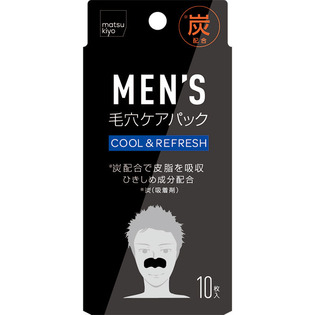 matsu
kiyo
※炭
配合
MEN'S
毛穴ケアパック
COOL & REFRESH
※炭配合で皮脂を吸収
ひきしめ成分配合
※炭(吸着剤)
10枚入